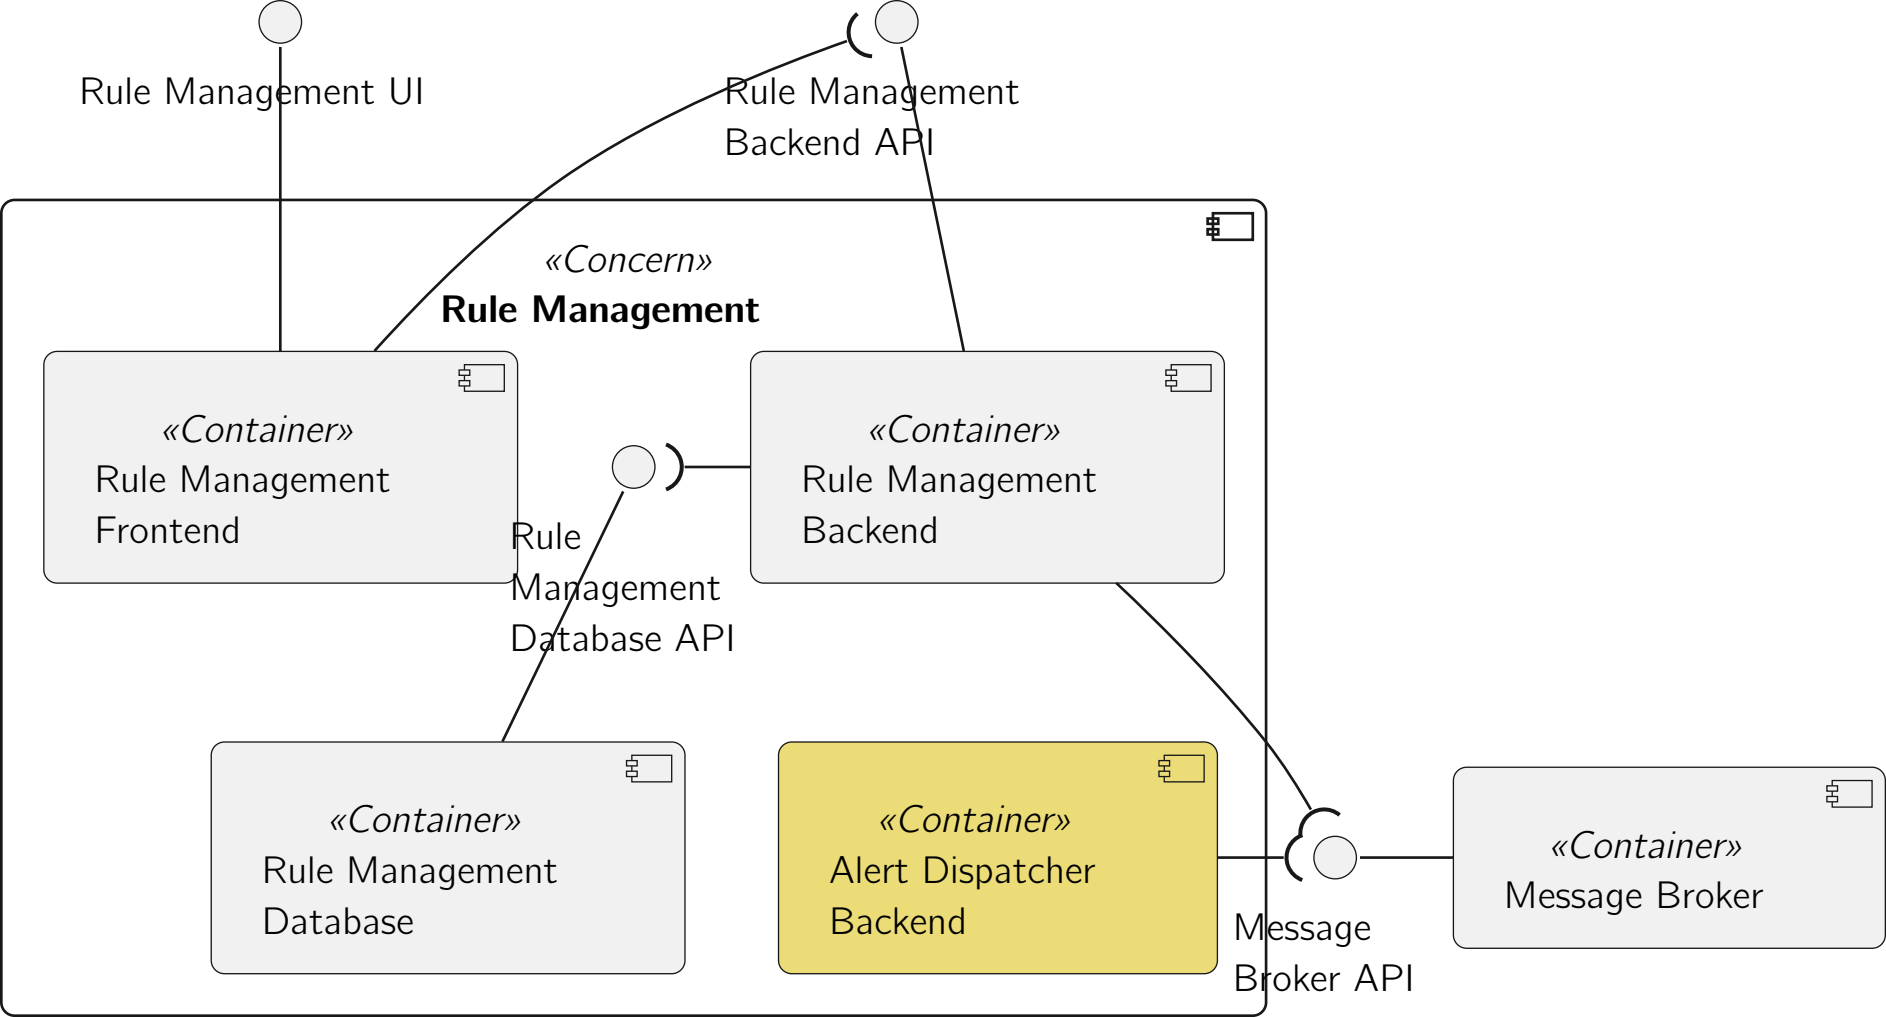 Rule Management UI
Rule Management
Backend API
«Concern»
Rule Management
«Container»
Rule Management
Frontend
«Container»
Rule Management
Backend
Rule
Management
Database API
«Container»
Rule Management
Database
«Container»
Alert Dispatcher
Backend
«Container»
Message Broker
Message
Broker API